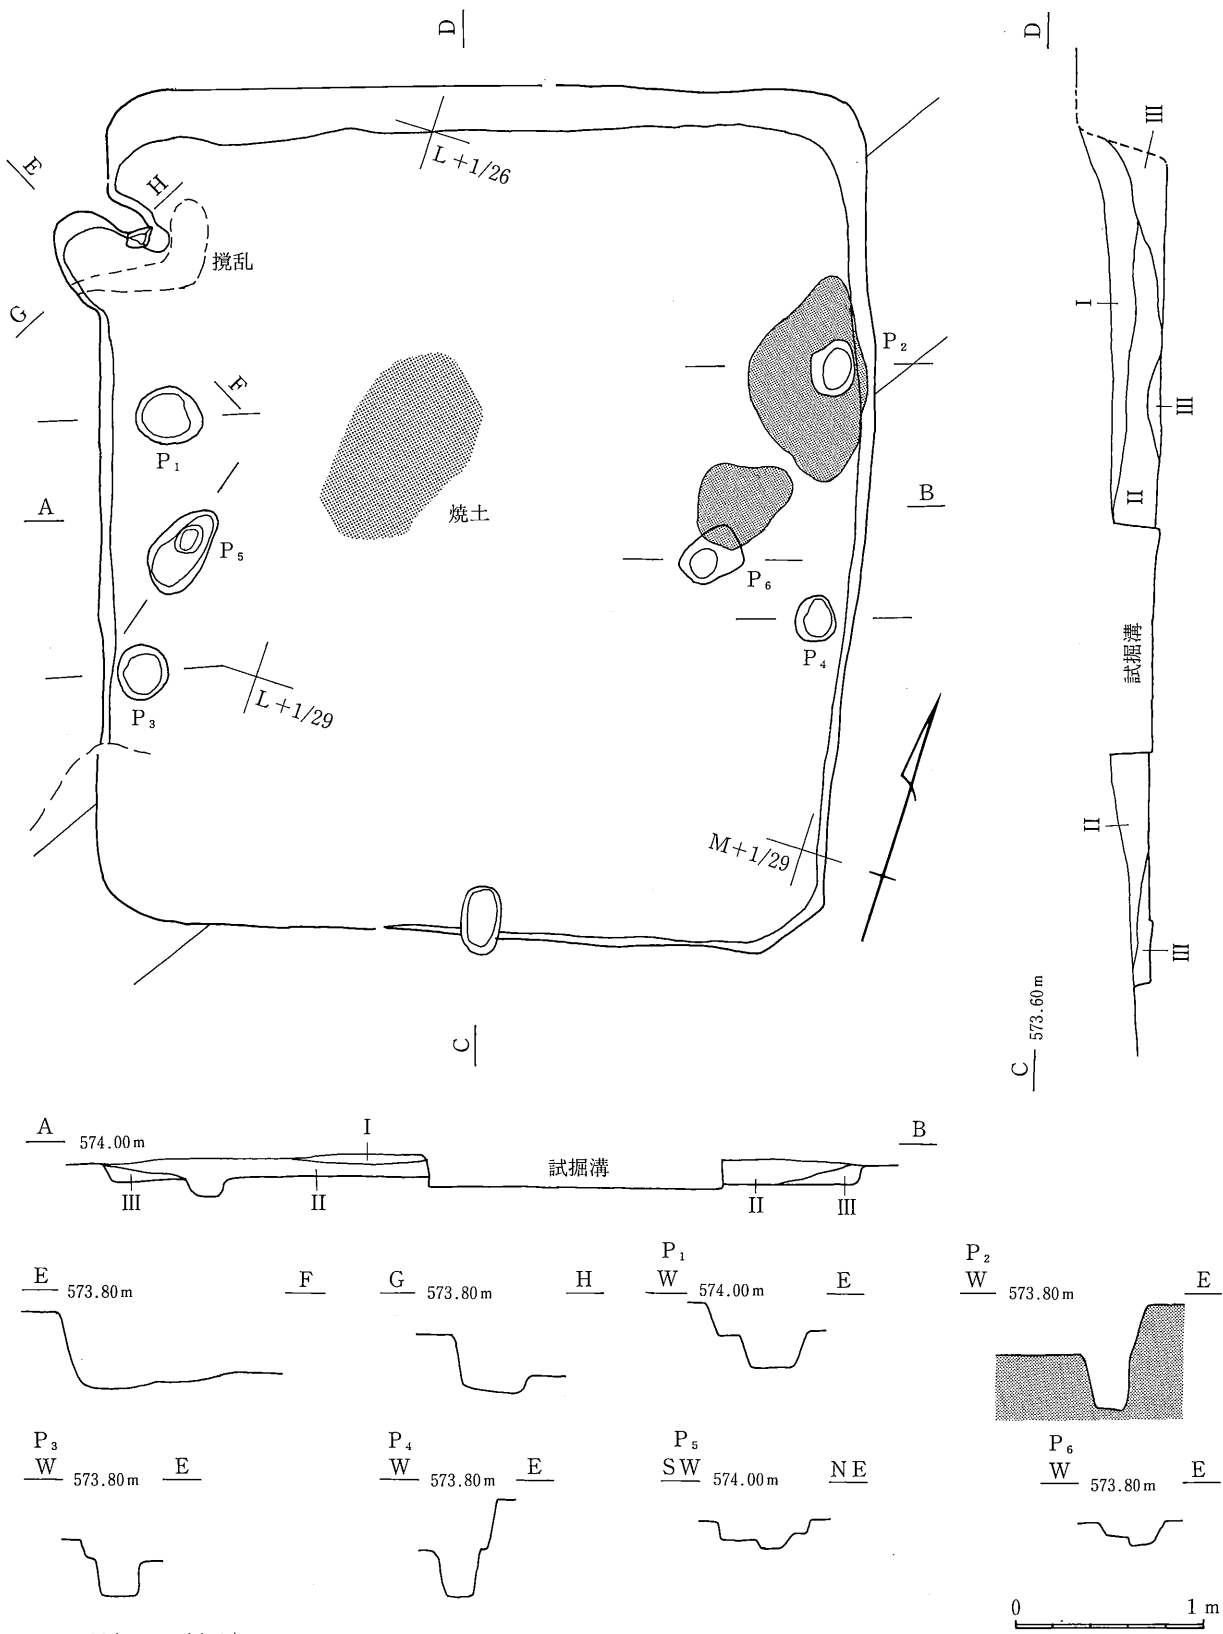 D
D
III
E
H
L+1/26
攪乱
G
I
P₂
F
P₁
III
A
焼土
B
II
P₅
P₆
P₄
試掘溝
L+1/29
P₃
M+1/29
II
III
C
C 573.60m
A 574.00m
I
B
試掘溝
III
II
II
III
E 573.80m F
G 573.80m H
P₁
W 574.00m E
P₂
W 573.80m E
P₃
W 573.80m E
P₄
W 573.80m E
P₅
SW 574.00m NE
P₆
W 573.80m E
0 1m